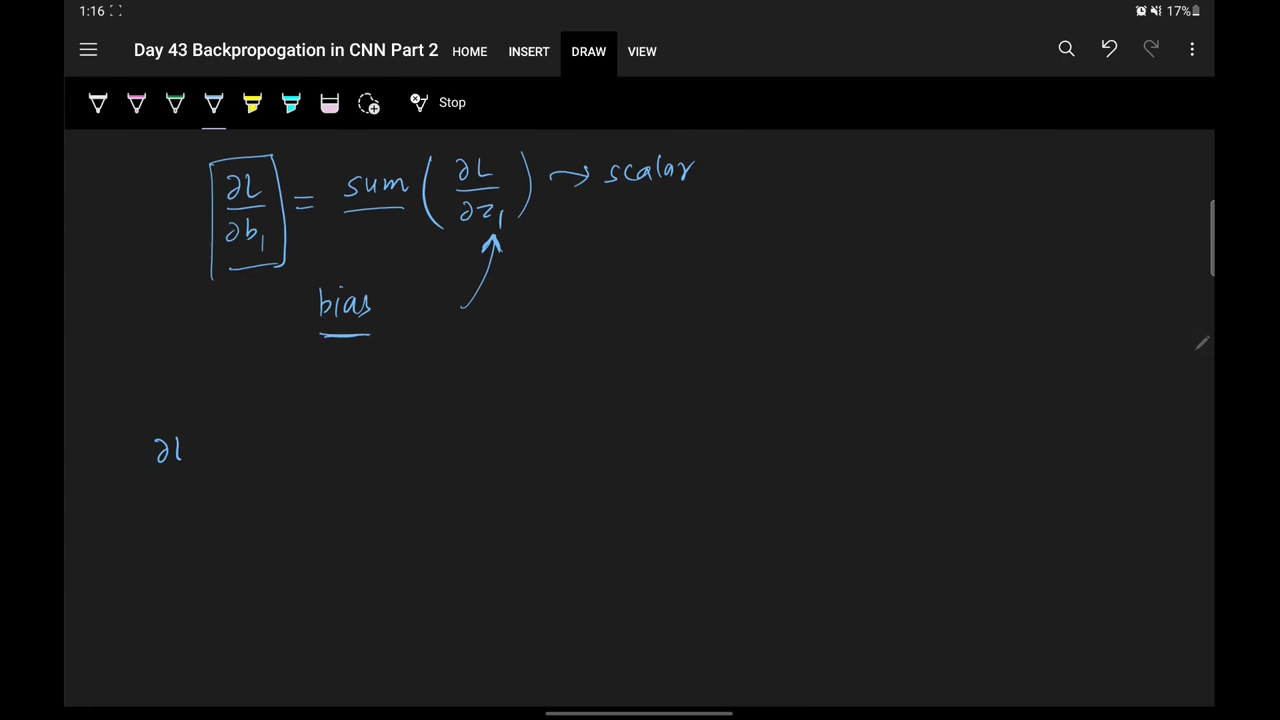 1:16 17%
Day 43 Backpropogation in CNN Part 2 HOME INSERT DRAW VIEW
Stop
∂L/∂b₁ = sum (∂L/∂z₁) → scalar
bias
∂l